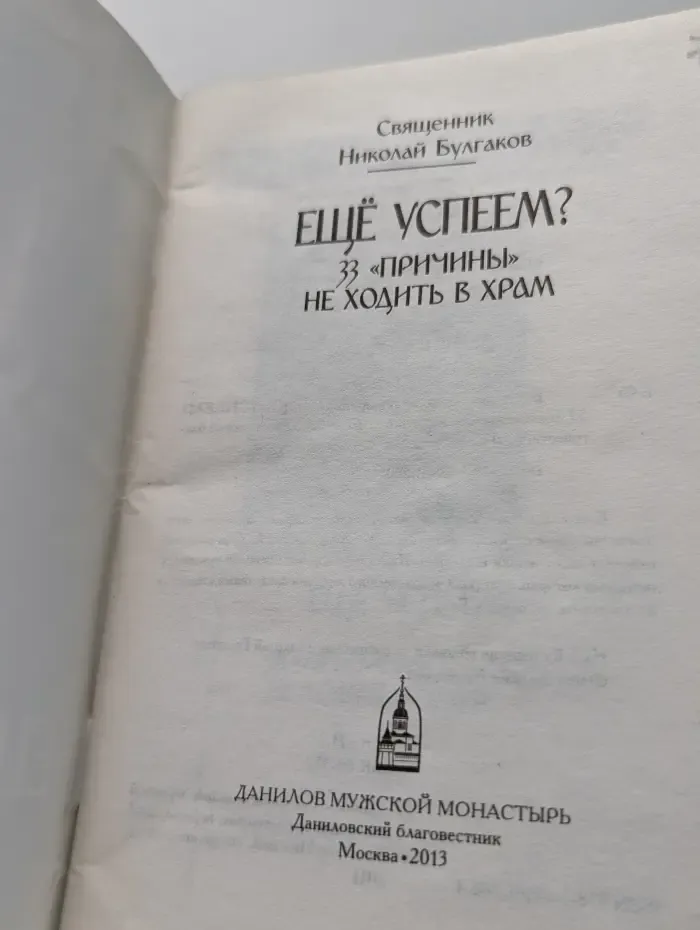 Священник
Николай Булгаков
ЕЩЁ УСПЕЕМ?
33 «ПРИЧИНЫ»
НЕ ХОДИТЬ В ХРАМ
ДАНИЛОВ МУЖСКОЙ МОНАСТЫРЬ
Даниловский благовестник
Москва • 2013